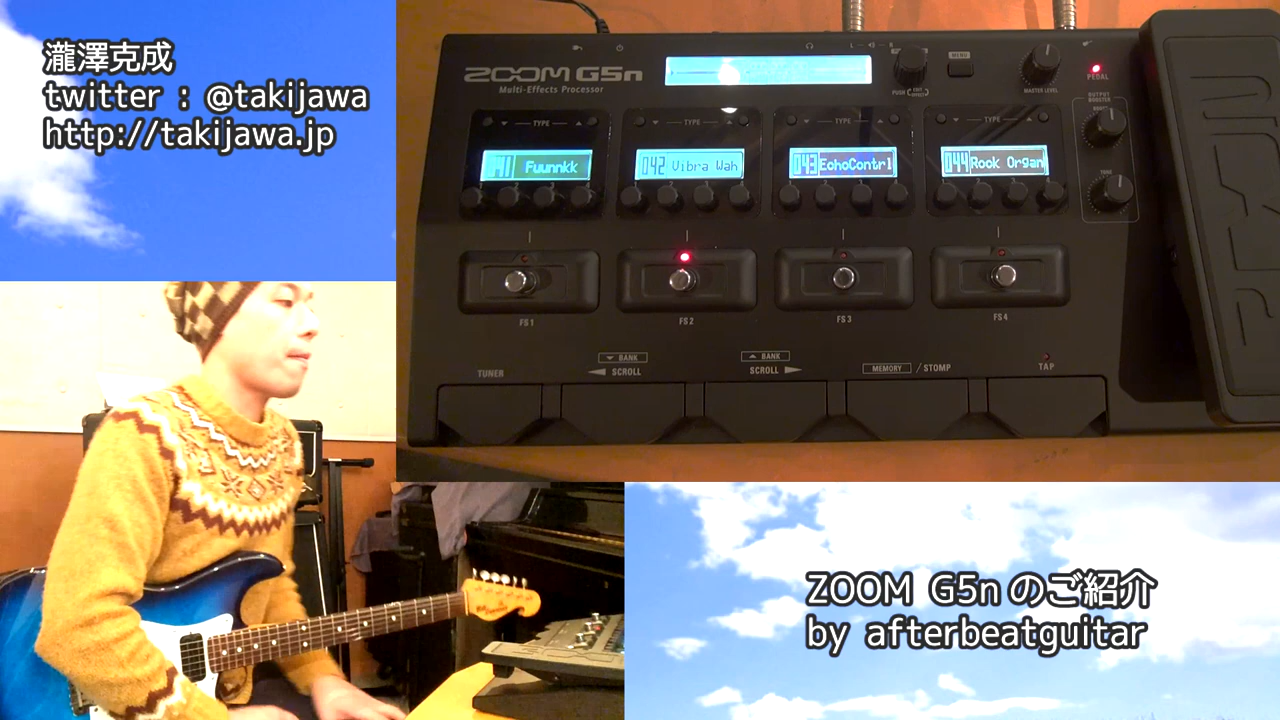 瀧澤克成
twitter : @takijawa
http://takijawa.jp
ZOOM G5n
Multi-Effects Processor
MENU
MASTER LEVEL
PEDAL
OUTPUT
BOOSTER
TYPE
TYPE
TYPE
TYPE
Fuunnkk
042 Vibra Wah
043 EchoContrl
044 Rook Organ
TONE
FS1
FS2
FS3
FS4
BANK
BANK
TUNER
SCROLL
SCROLL
MEMORY / STOMP
TAP
ZOOM G5n のご紹介
by afterbeatguitar